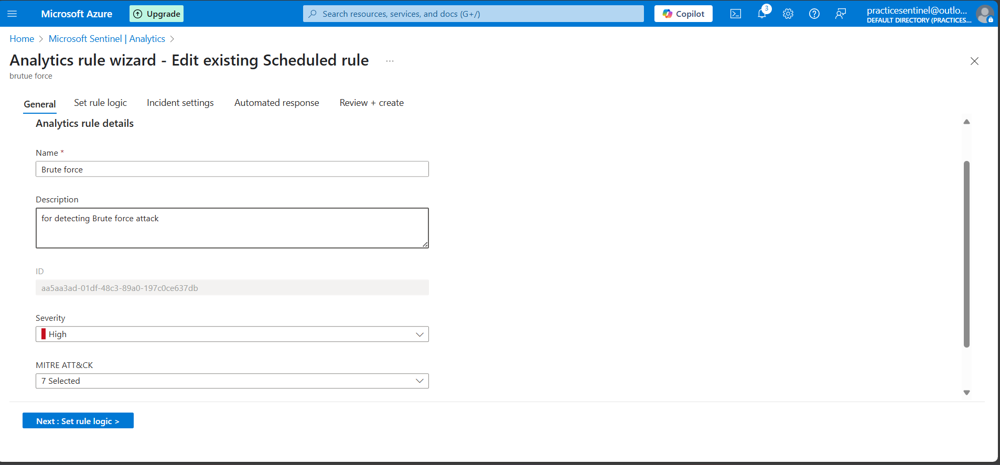 Microsoft Azure
Upgrade
Search resources, services, and docs (G+/)
Copilot
3
practicesentinel@outlo...
DEFAULT DIRECTORY (PRACTICES...
Home > Microsoft Sentinel | Analytics >
Analytics rule wizard - Edit existing Scheduled rule ...
brutue force
General Set rule logic Incident settings Automated response Review + create
Analytics rule details
Name *
Brute force
Description
for detecting Brute force attack
ID
aa5aa3ad-01df-48c3-89a0-197c0ce637db
Severity
High
MITRE ATT&CK
7 Selected
Next : Set rule logic >